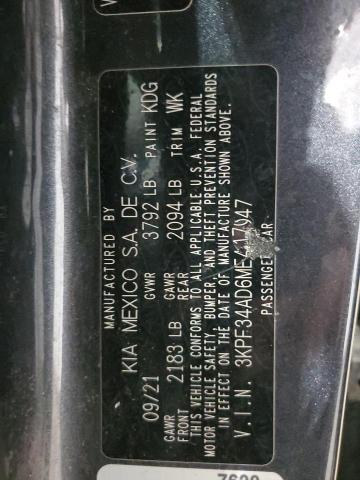 MANUFACTURED BY
KIA MEXICO S.A. DE C.V.
09/21 GVWR 3792 LB PAINT KDG
GAWR FRONT 2183 LB GAWR REAR 2094 LB TRIM WK
THIS VEHICLE CONFORMS TO ALL APPLICABLE U.S.A. FEDERAL
MOTOR VEHICLE SAFETY, BUMPER, AND THEFT PREVENTION STANDARDS
IN EFFECT ON THE DATE OF MANUFACTURE SHOWN ABOVE.
V.I.N. 3KPF34AD6ME417947
PASSENGER CAR